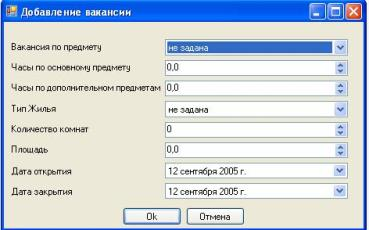 Добавление вакансии
Вакансия по предмету не задана
Часы по основному предмету 0,0
Часы по дополнительном предметам 0,0
Тип Жилья не задана
Количество комнат 0
Площадь 0,0
Дата открытия 12 сентября 2005 г.
Дата закрытия 12 сентября 2005 г.
Ok Отмена